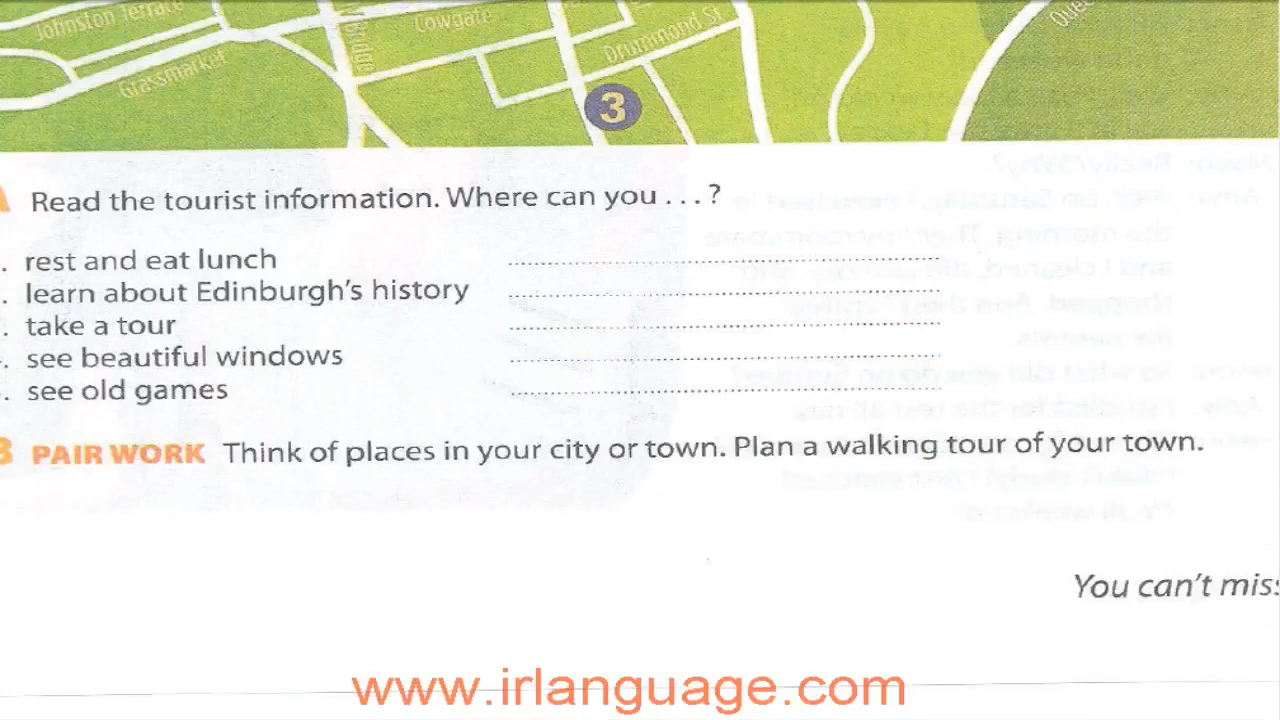 Johnston Terrace
Cowgate
Drummond St
Bridge
Glassmarket
3
A Read the tourist information. Where can you . . . ?
. rest and eat lunch
. learn about Edinburgh's history
. take a tour
. see beautiful windows
. see old games
B PAIR WORK Think of places in your city or town. Plan a walking tour of your town.
You can't mis
www.irlanguage.com